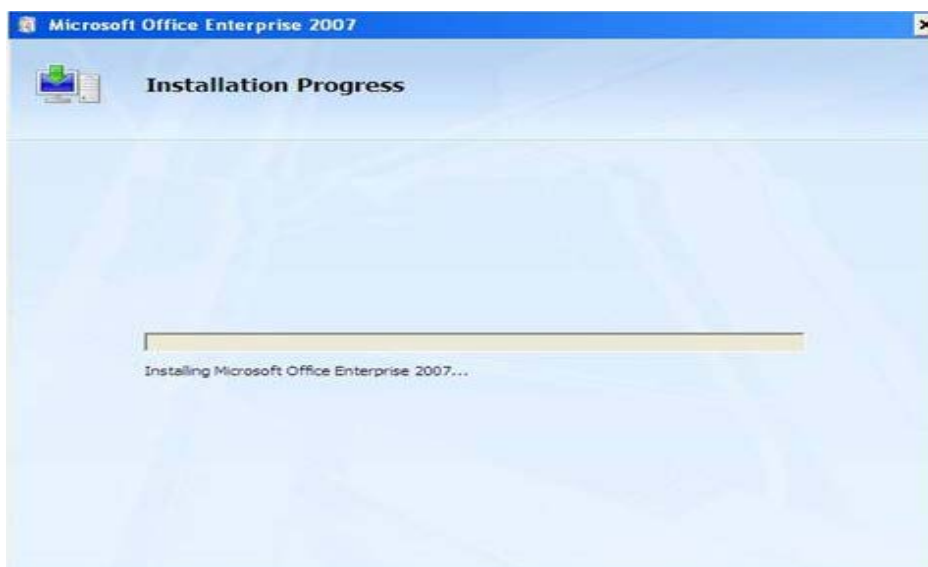 Microsoft Office Enterprise 2007
Installation Progress
Installing Microsoft Office Enterprise 2007...